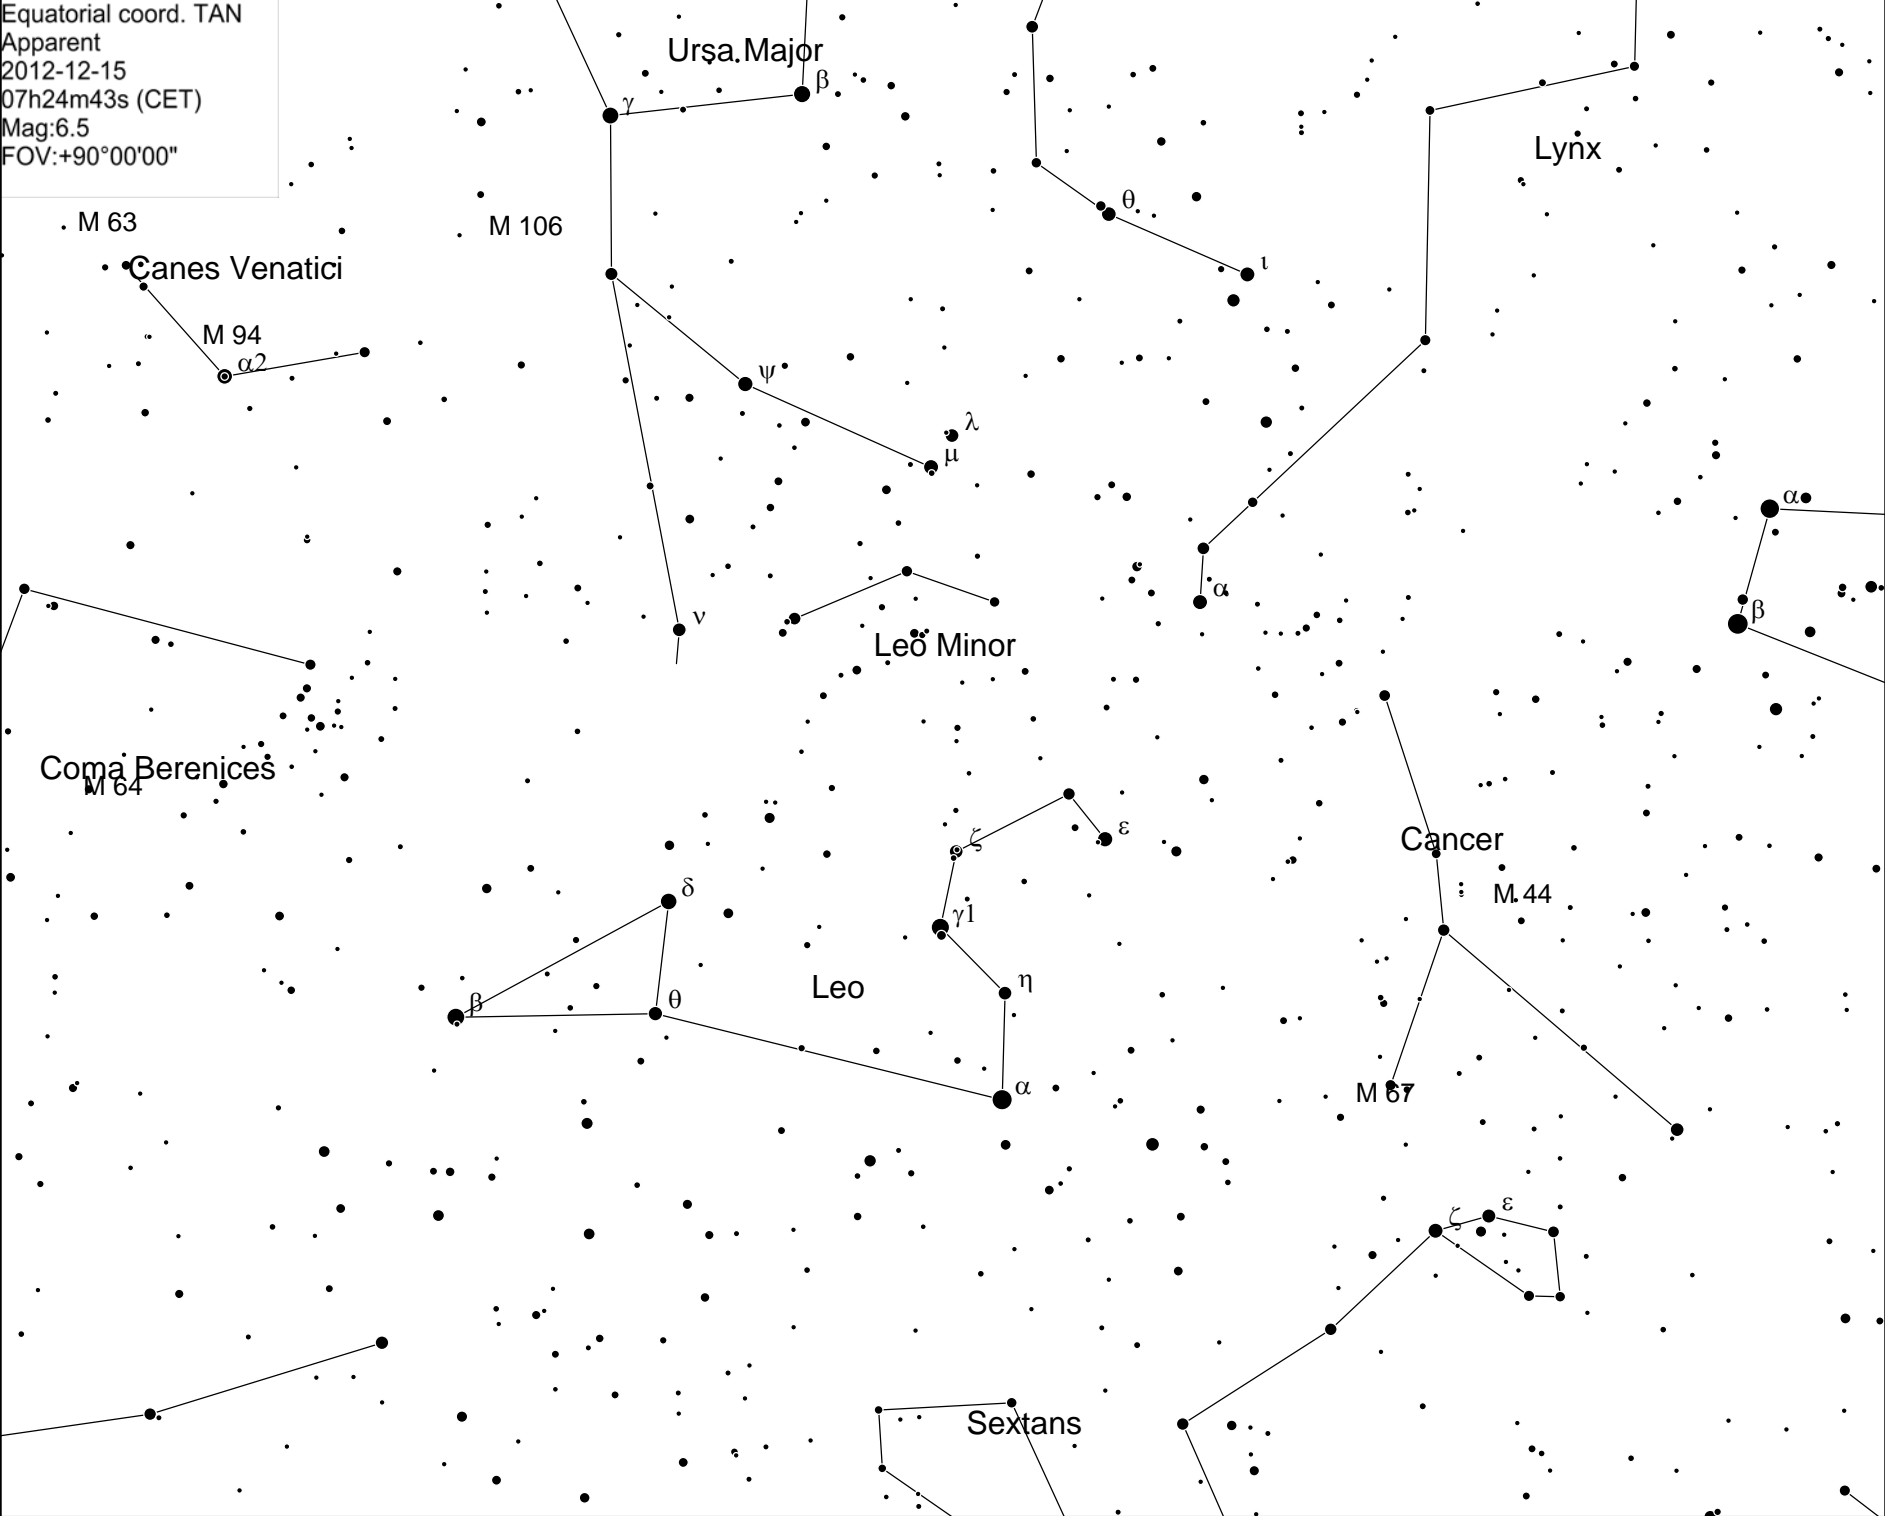 Equatorial coord. TAN
Apparent
2012-12-15
07h24m43s (CET)
Mag:6.5
FOV:+90°00'00"
Ursa Major
β
γ
Lynx
θ
M 63
M 106
Canes Venatici
ι
M 94
α2
ψ
λ
μ
α
α
β
ν
Leo Minor
Coma Berenices
M 64
ζ
ε
Cancer
δ
M 44
γ1
Leo
η
β
θ
α
M 67
ζ
ε
Sextans